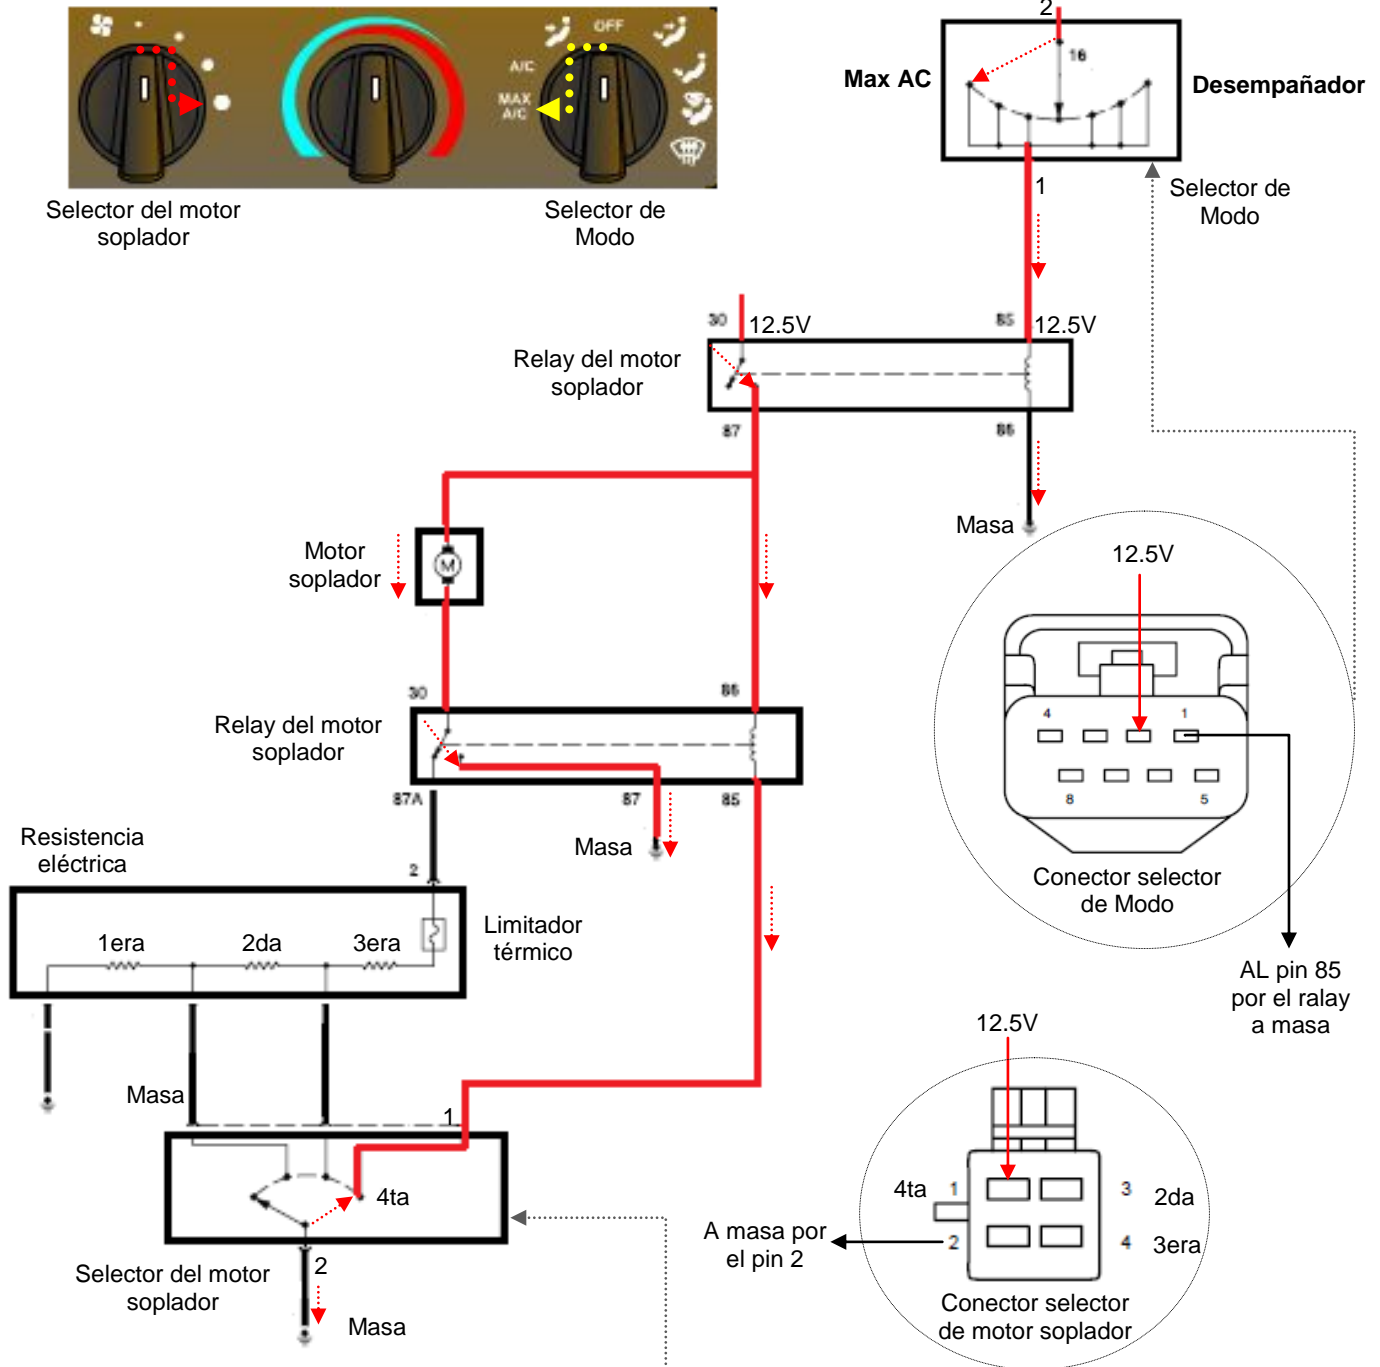 OFF
A/C
MAX
A/C
Selector del motor
soplador
Selector de
Modo
2
16
Max AC
Desempañador
1
Selector de
Modo
30
12.5V
85
12.5V
Relay del motor
soplador
87
86
Masa
Motor
soplador
M
12.5V
30
86
Relay del motor
soplador
87A
87
85
Masa
4
1
8
5
Conector selector
de Modo
AL pin 85
por el ralay
a masa
Resistencia
eléctrica
2
1era
2da
3era
Limitador
térmico
Masa
1
4ta
2
Selector del motor
soplador
Masa
12.5V
4ta
1
3
2da
2
4
3era
A masa por
el pin 2
Conector selector
de motor soplador